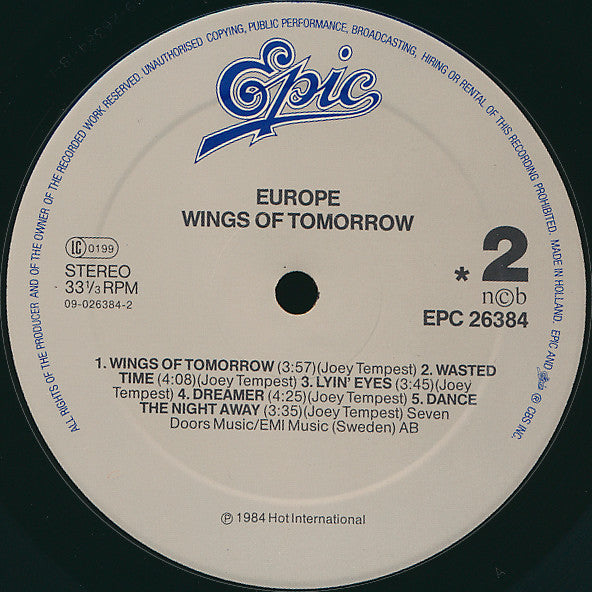 ALL RIGHTS OF THE PRODUCER AND OF THE OWNER OF THE RECORDED WORK RESERVED. UNAUTHORISED COPYING, PUBLIC PERFORMANCE, BROADCASTING, HIRING OR RENTAL OF THIS RECORDING PROHIBITED. MADE IN HOLLAND. EPIC AND ℗ CBS INC.
Epic
EUROPE
WINGS OF TOMORROW
LC 0199
STEREO
33 1/3 RPM
09-026384-2
* 2
n©b
EPC 26384
1. WINGS OF TOMORROW (3:57)(Joey Tempest) 2. WASTED
TIME (4:08)(Joey Tempest) 3. LYIN' EYES (3:45)(Joey
Tempest) 4. DREAMER (4:25)(Joey Tempest) 5. DANCE
THE NIGHT AWAY (3:35)(Joey Tempest) Seven
Doors Music/EMI Music (Sweden) AB
℗ 1984 Hot International